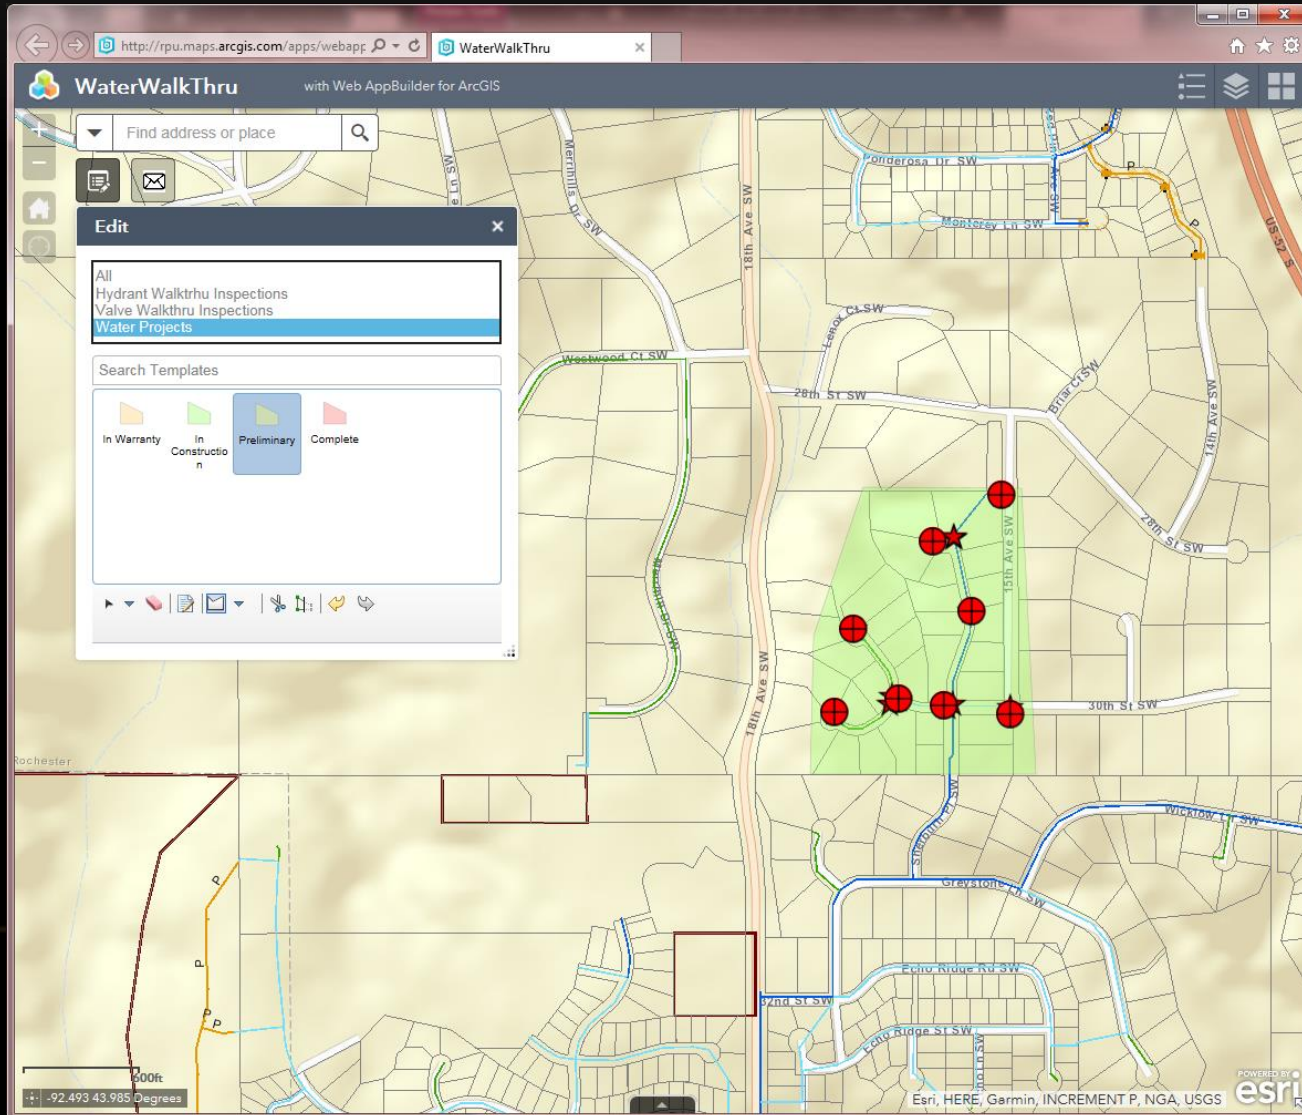 http://rpu.maps.arcgis.com/apps/webapp
WaterWalkThru
WaterWalkThru
with Web AppBuilder for ArcGIS
Find address or place
Edit
All
Hydrant Walktrhu Inspections
Valve Walkthru Inspections
Water Projects
Search Templates
In Warranty
In
Constructio
n
Preliminary
Complete
Merrihills Dr SW
18th Ave SW
Ponderosa Dr SW
Monterey Ln SW
P
P
US-52 S
Lenox Ct SW
Westwood Ct SW
28th St SW
Briar Ct SW
14th Ave SW
28th St SW
15th Ave SW
18th Ave SW
30th St SW
Rochester
Wicklow Ln SW
Shelburn Pl SW
Greystone Ln SW
P
P
P
P
Echo Ridge Rd SW
32nd St SW
Echo Ridge St SW
600ft
-92.493 43.985 Degrees
Esri, HERE, Garmin, INCREMENT P, NGA, USGS
POWERED BY
esri